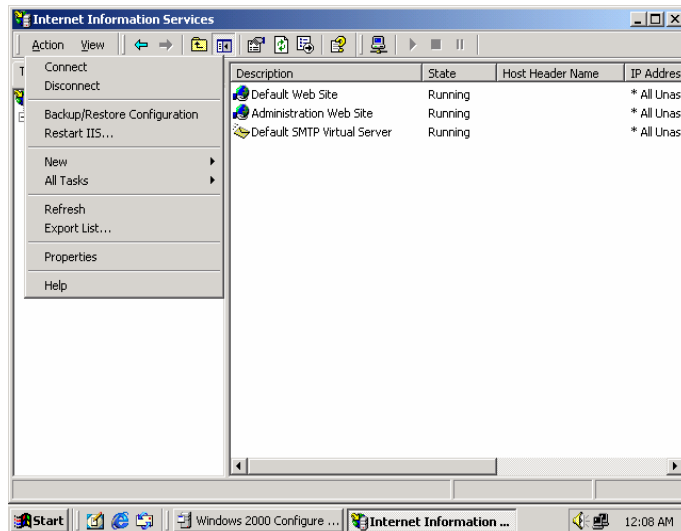 Internet Information Services
Action View
T
Connect
Disconnect
Backup/Restore Configuration
Restart IIS...
New
All Tasks
Refresh
Export List...
Properties
Help
Description State Host Header Name IP Addres
Default Web Site Running * All Unas
Administration Web Site Running * All Unas
Default SMTP Virtual Server Running * All Unas
Start Windows 2000 Configure ... Internet Information ... 12:08 AM